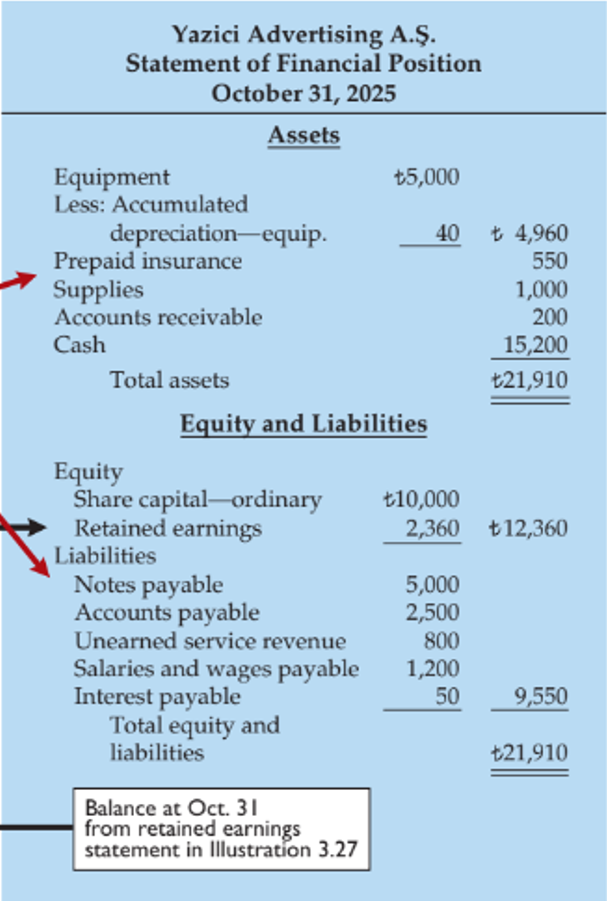 Yazici Advertising A.Ş.
Statement of Financial Position
October 31, 2025
Assets
Equipment ₺5,000
Less: Accumulated
depreciation—equip. 40 ₺ 4,960
Prepaid insurance 550
Supplies 1,000
Accounts receivable 200
Cash 15,200
Total assets ₺21,910
Equity and Liabilities
Equity
Share capital—ordinary ₺10,000
Retained earnings 2,360 ₺12,360
Liabilities
Notes payable 5,000
Accounts payable 2,500
Unearned service revenue 800
Salaries and wages payable 1,200
Interest payable 50 9,550
Total equity and
liabilities ₺21,910
Balance at Oct. 31
from retained earnings
statement in Illustration 3.27